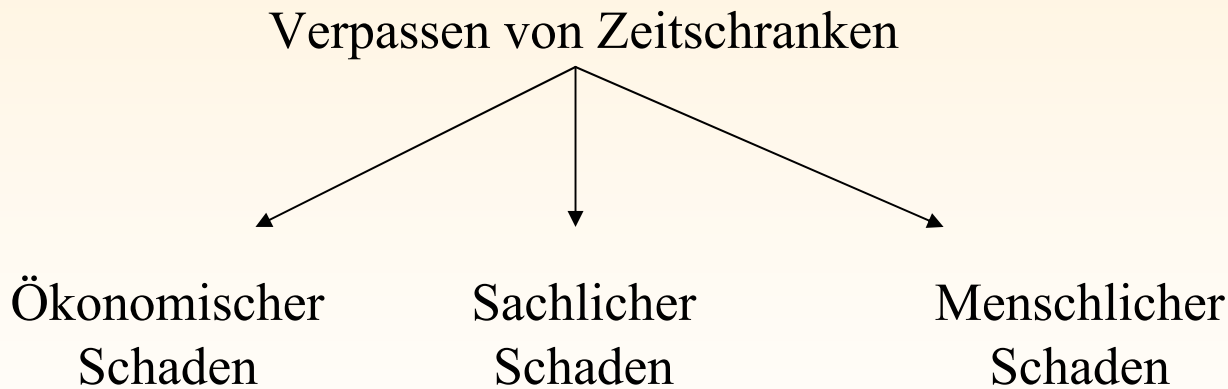 Verpassen von Zeitschranken
Ökonomischer
Schaden
Sachlicher
Schaden
Menschlicher
Schaden